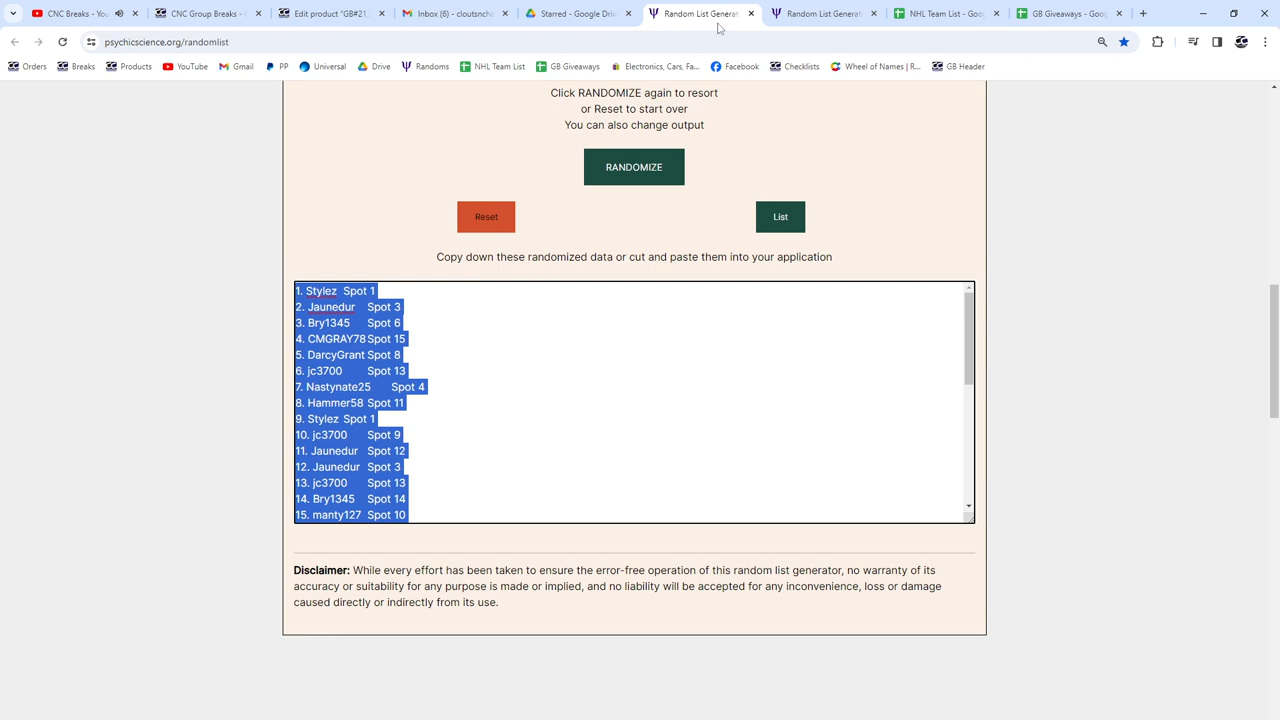 CNC Breaks - You
CNC Group Breaks - E
Edit product "GB#21,
Inbox (6) - cloutsnch
Starred - Google Driv
Random List Generat
Random List Generat
NHL Team List - Goog
GB Giveaways - Goog
psychicscience.org/randomlist
Orders Breaks Products YouTube Gmail PP Universal Drive Randoms NHL Team List GB Giveaways Electronics, Cars, Fa... Facebook Checklists Wheel of Names | R... GB Header
Click RANDOMIZE again to resort
or Reset to start over
You can also change output
RANDOMIZE
Reset List
Copy down these randomized data or cut and paste them into your application
1. Stylez Spot 1
2. Jaunedur Spot 3
3. Bry1345 Spot 6
4. CMGRAY78 Spot 15
5. DarcyGrant Spot 8
6. jc3700 Spot 13
7. Nastynate25 Spot 4
8. Hammer58 Spot 11
9. Stylez Spot 1
10. jc3700 Spot 9
11. Jaunedur Spot 12
12. Jaunedur Spot 3
13. jc3700 Spot 13
14. Bry1345 Spot 14
15. manty127 Spot 10
Disclaimer: While every effort has been taken to ensure the error-free operation of this random list generator, no warranty of its
accuracy or suitability for any purpose is made or implied, and no liability will be accepted for any inconvenience, loss or damage
caused directly or indirectly from its use.